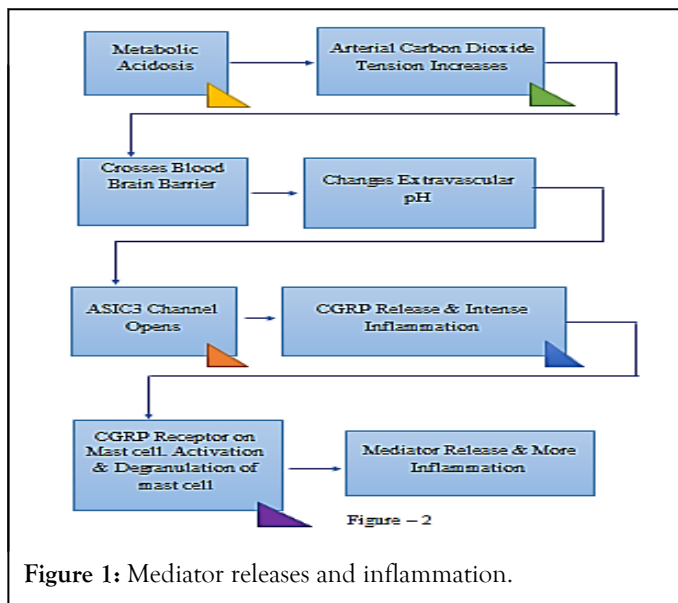 Metabolic
Acidosis
Arterial Carbon Dioxide
Tension Increases
Crosses Blood
Brain Barrier
Changes Extravascular
pH
ASIC3 Channel
Opens
CGRP Release & Intense
Inflammation
CGRP Receptor on
Mast cell. Activation
& Degranulation of
mast cell
Mediator Release & More
Inflammation
Figure – 2
Figure 1: Mediator releases and inflammation.